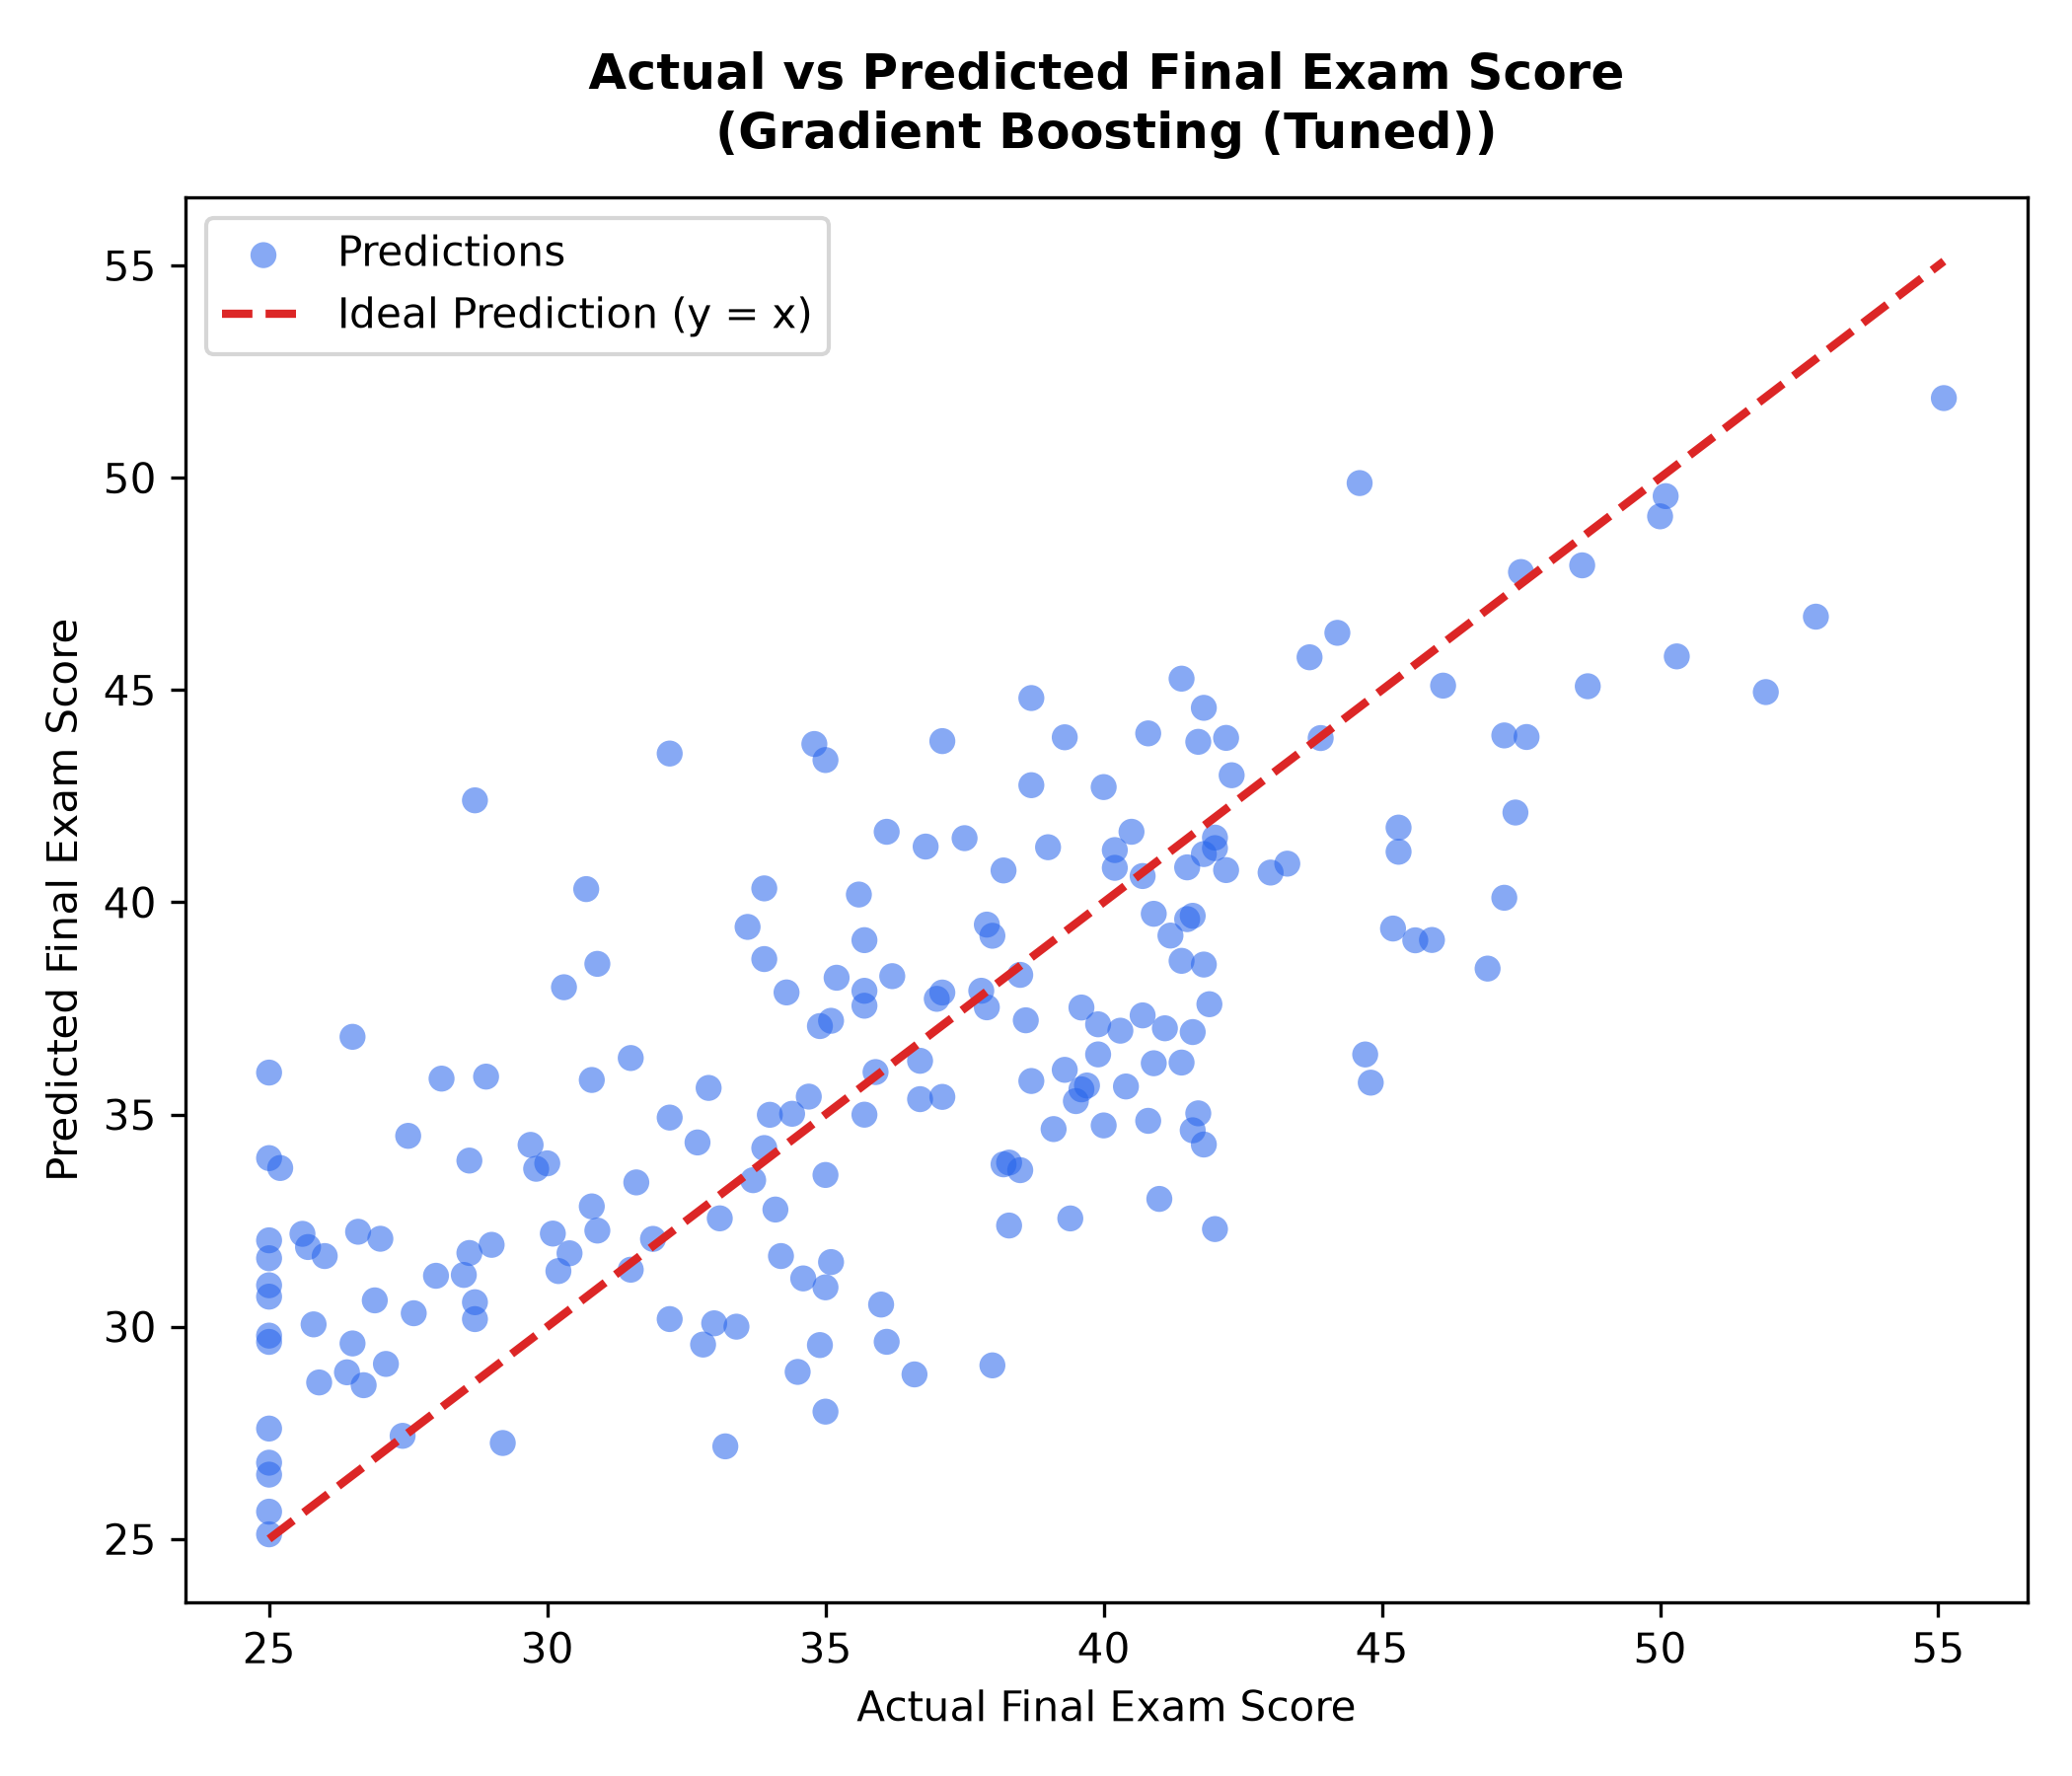 Actual vs Predicted Final Exam Score
(Gradient Boosting (Tuned))
Predictions
Ideal Prediction (y = x)
Predicted Final Exam Score
55
50
45
40
35
30
25
25 30 35 40 45 50 55
Actual Final Exam Score